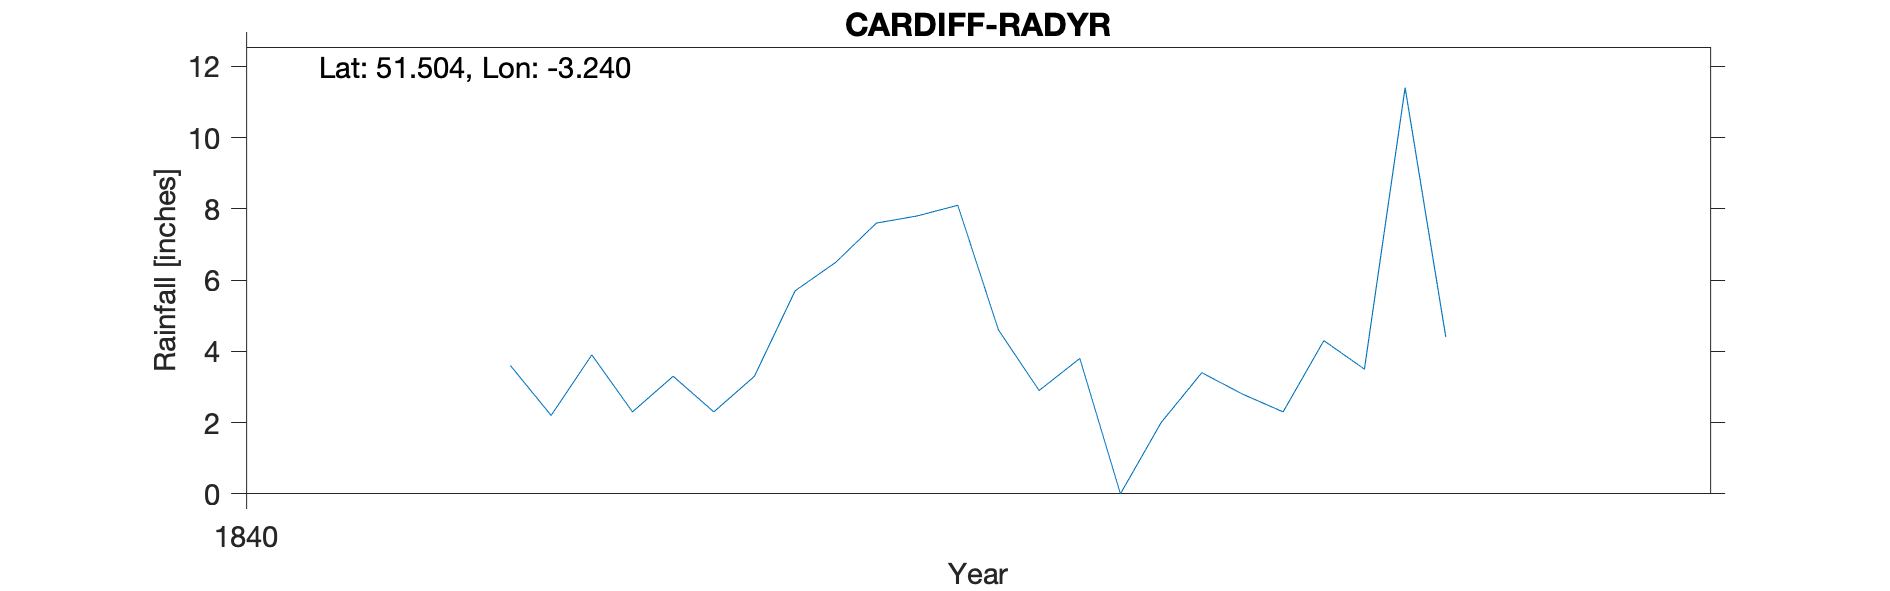 CARDIFF-RADYR
Lat: 51.504, Lon: -3.240
12
10
8
6
4
2
0
Rainfall [inches]
1840
Year